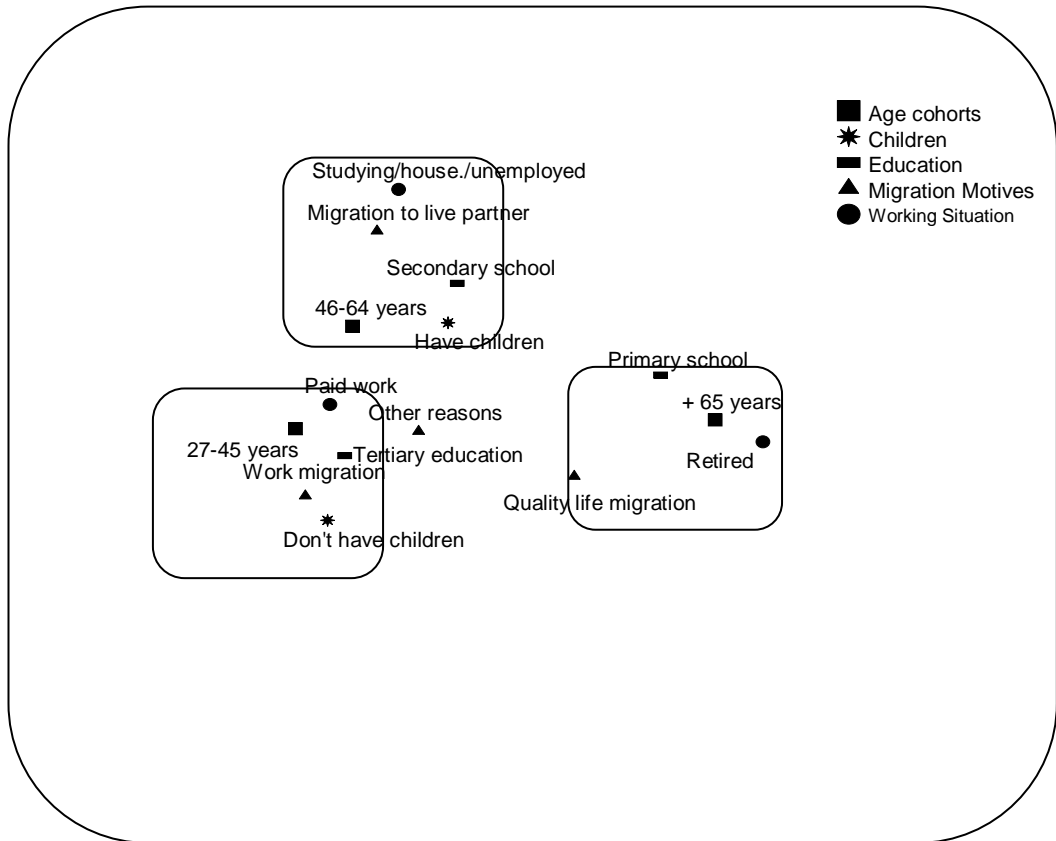 Age cohorts
Children
Education
Migration Motives
Working Situation
Studying/house./unemployed
Migration to live partner
Secondary school
46-64 years
Have children
Primary school
+ 65 years
Retired
Quality life migration
Paid work
Other reasons
27-45 years
Tertiary education
Work migration
Don't have children